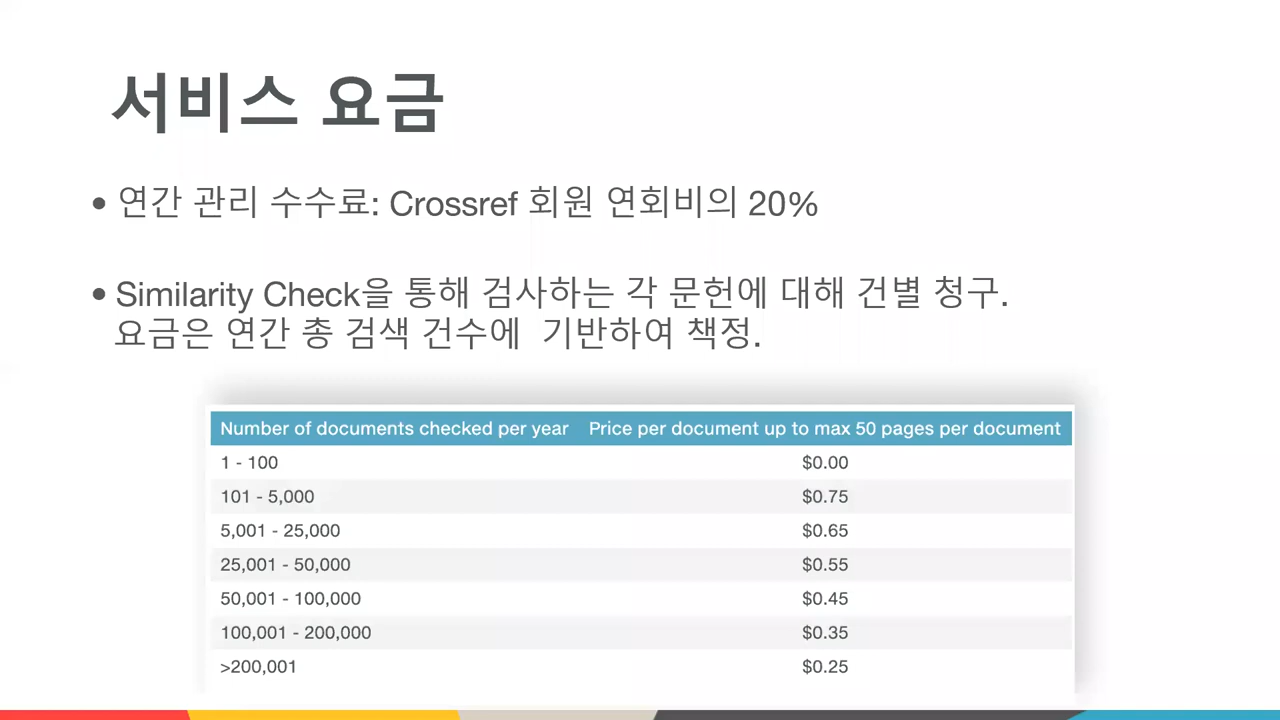 서비스 요금
• 연간 관리 수수료: Crossref 회원 연회비의 20%
• Similarity Check을 통해 검사하는 각 문헌에 대해 건별 청구.
요금은 연간 총 검색 건수에 기반하여 책정.
Number of documents checked per year Price per document up to max 50 pages per document
1 - 100 $0.00
101 - 5,000 $0.75
5,001 - 25,000 $0.65
25,001 - 50,000 $0.55
50,001 - 100,000 $0.45
100,001 - 200,000 $0.35
>200,001 $0.25